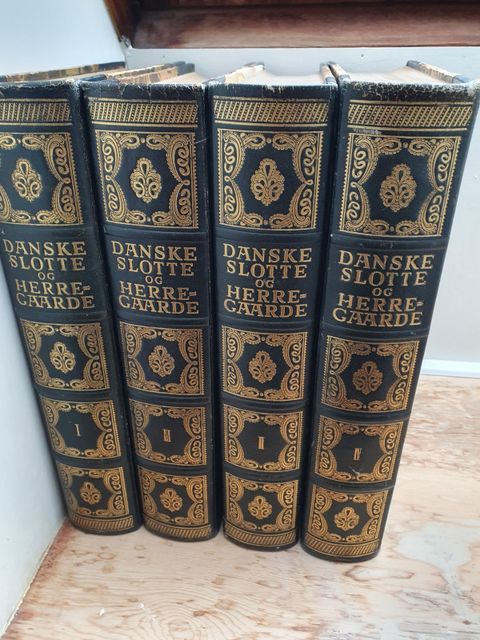 DANSKE
SLOTTE
OG
HERRE=
GAARDE
I
DANSKE
SLOTTE
OG
HERRE=
GAARDE
III
DANSKE
SLOTTE
OG
HERRE=
GAARDE
II
DANSKE
SLOTTE
OG
HERRE=
GAARDE
IV